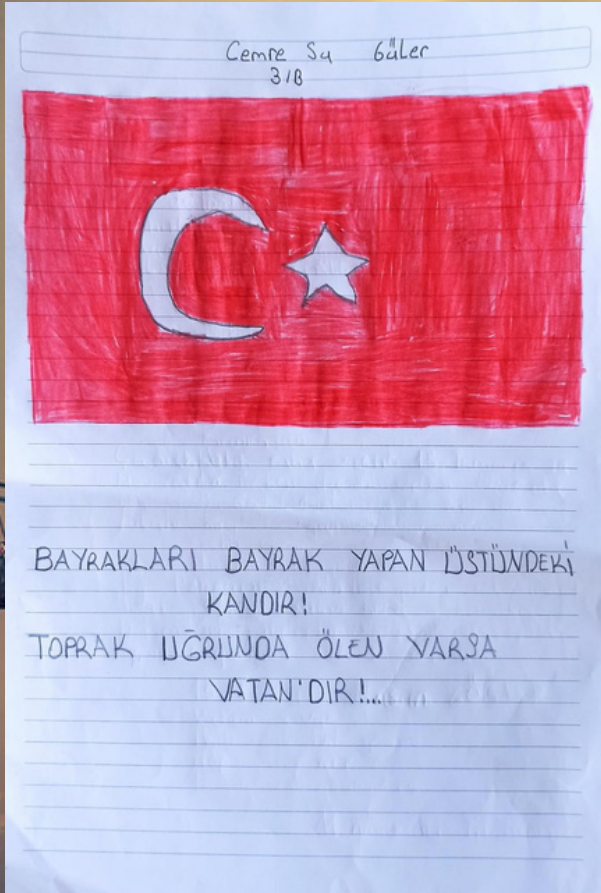 Cemre Su Güler
3/B
BAYRAKLARI BAYRAK YAPAN ÜSTÜNDEKİ
KANDIR!
TOPRAK UĞRUNDA ÖLEN VARSA
VATAN'DIR!...